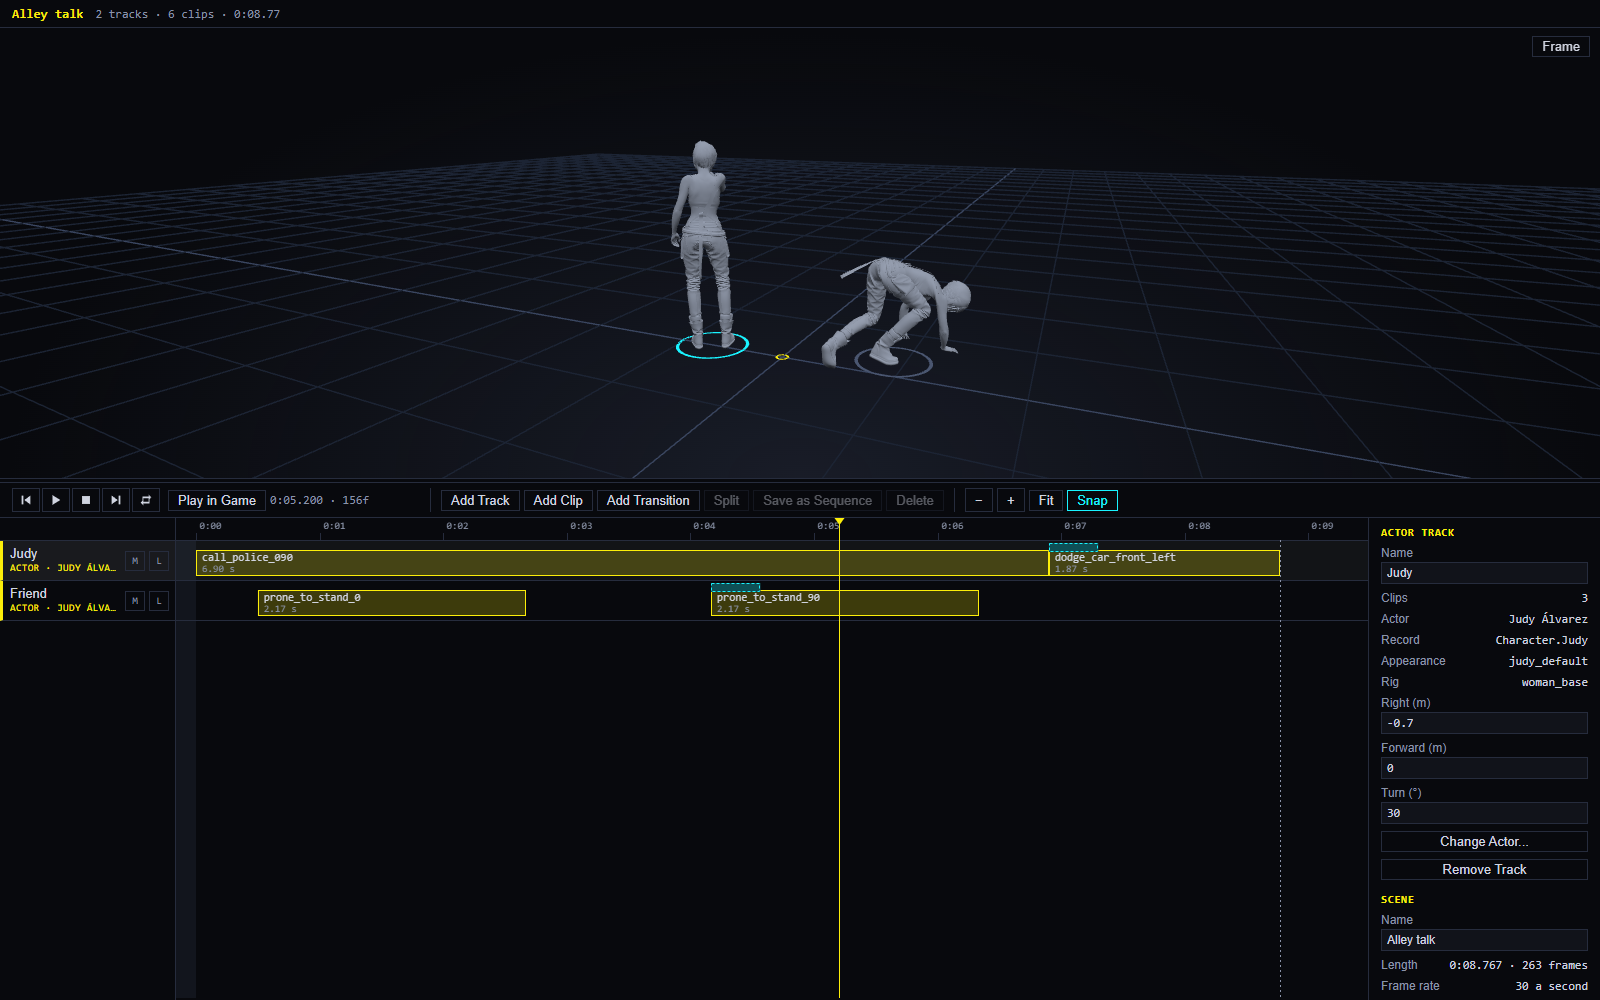 Alley talk 2 tracks · 6 clips · 0:08.77
Frame
Play in Game 0:05.200 · 156f Add Track Add Clip Add Transition Split Save as Sequence Delete − + Fit Snap
0:00 0:01 0:02 0:03 0:04 0:05 0:06 0:07 0:08 0:09
Judy
ACTOR · JUDY ÁLVA… M L
call_police_090
6.90 s
dodge_car_front_left
1.87 s
Friend
ACTOR · JUDY ÁLVA… M L
prone_to_stand_0
2.17 s
prone_to_stand_90
2.17 s
ACTOR TRACK
Name
Judy
Clips 3
Actor Judy Álvarez
Record Character.Judy
Appearance judy_default
Rig woman_base
Right (m)
-0.7
Forward (m)
0
Turn (°)
30
Change Actor...
Remove Track
SCENE
Name
Alley talk
Length 0:08.767 · 263 frames
Frame rate 30 a second